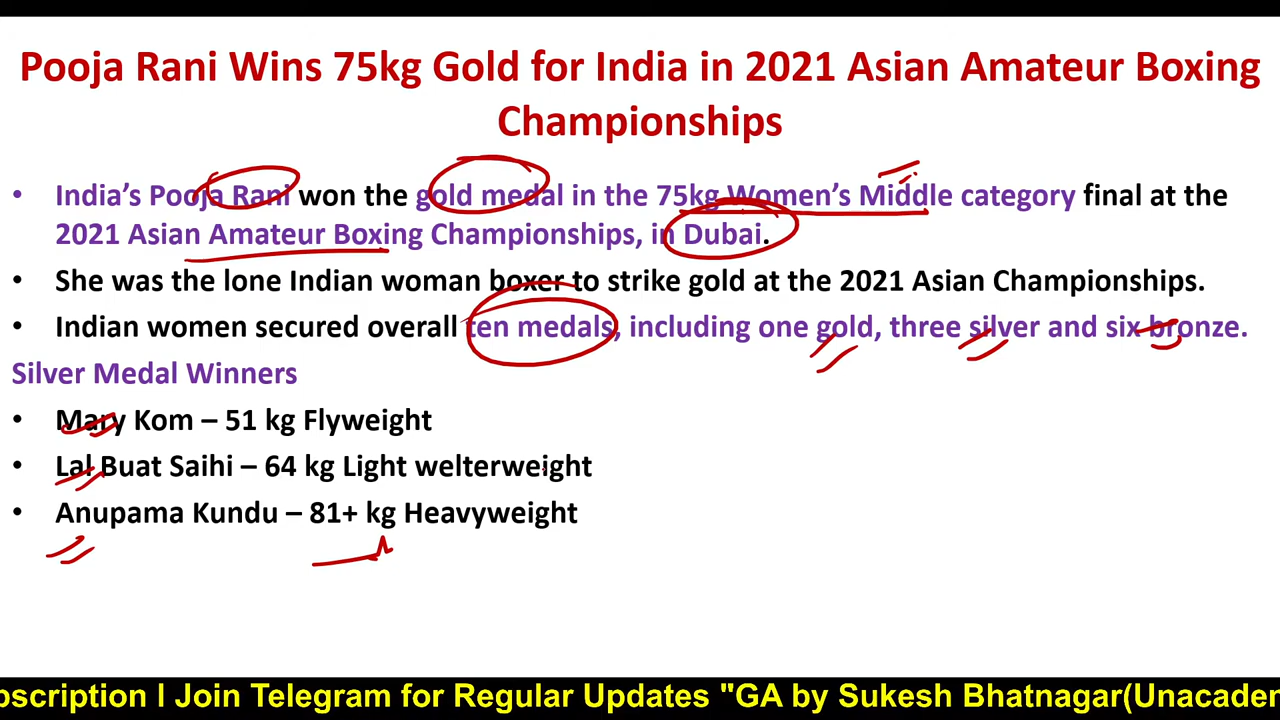 Pooja Rani Wins 75kg Gold for India in 2021 Asian Amateur Boxing
Championships
• India’s Pooja Rani won the gold medal in the 75kg Women’s Middle category final at the
2021 Asian Amateur Boxing Championships, in Dubai.
• She was the lone Indian woman boxer to strike gold at the 2021 Asian Championships.
• Indian women secured overall ten medals, including one gold, three silver and six bronze.
Silver Medal Winners
• Mary Kom – 51 kg Flyweight
• Lal Buat Saihi – 64 kg Light welterweight
• Anupama Kundu – 81+ kg Heavyweight
bscription I Join Telegram for Regular Updates "GA by Sukesh Bhatnagar(Unacader